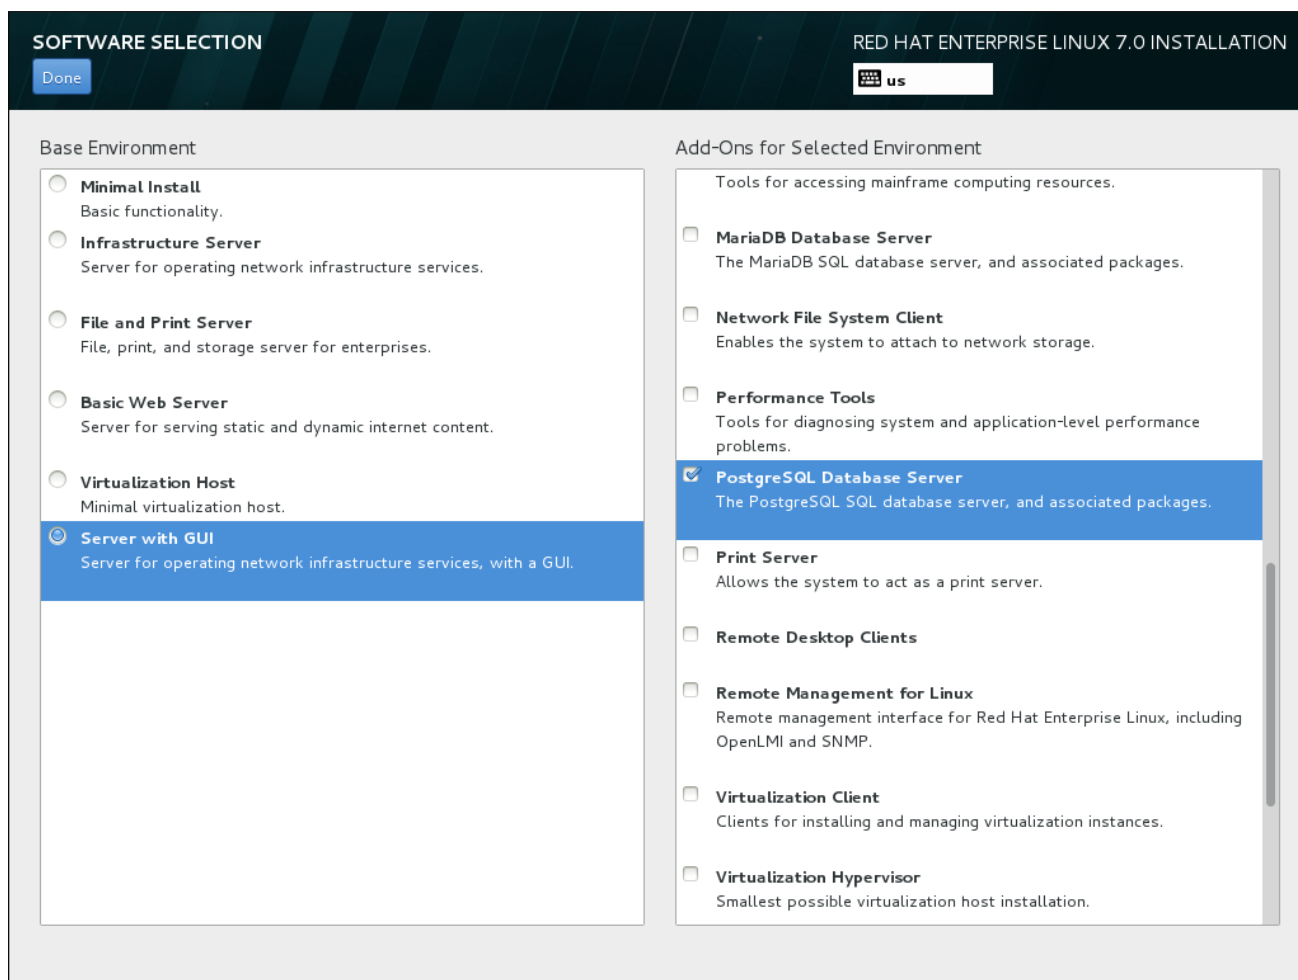 SOFTWARE SELECTION
RED HAT ENTERPRISE LINUX 7.0 INSTALLATION
Done
us
Base Environment
Minimal Install
Basic functionality.
Infrastructure Server
Server for operating network infrastructure services.
File and Print Server
File, print, and storage server for enterprises.
Basic Web Server
Server for serving static and dynamic internet content.
Virtualization Host
Minimal virtualization host.
Server with GUI
Server for operating network infrastructure services, with a GUI.
Add-Ons for Selected Environment
Tools for accessing mainframe computing resources.
MariaDB Database Server
The MariaDB SQL database server, and associated packages.
Network File System Client
Enables the system to attach to network storage.
Performance Tools
Tools for diagnosing system and application-level performance
problems.
PostgreSQL Database Server
The PostgreSQL SQL database server, and associated packages.
Print Server
Allows the system to act as a print server.
Remote Desktop Clients
Remote Management for Linux
Remote management interface for Red Hat Enterprise Linux, including
OpenLMI and SNMP.
Virtualization Client
Clients for installing and managing virtualization instances.
Virtualization Hypervisor
Smallest possible virtualization host installation.